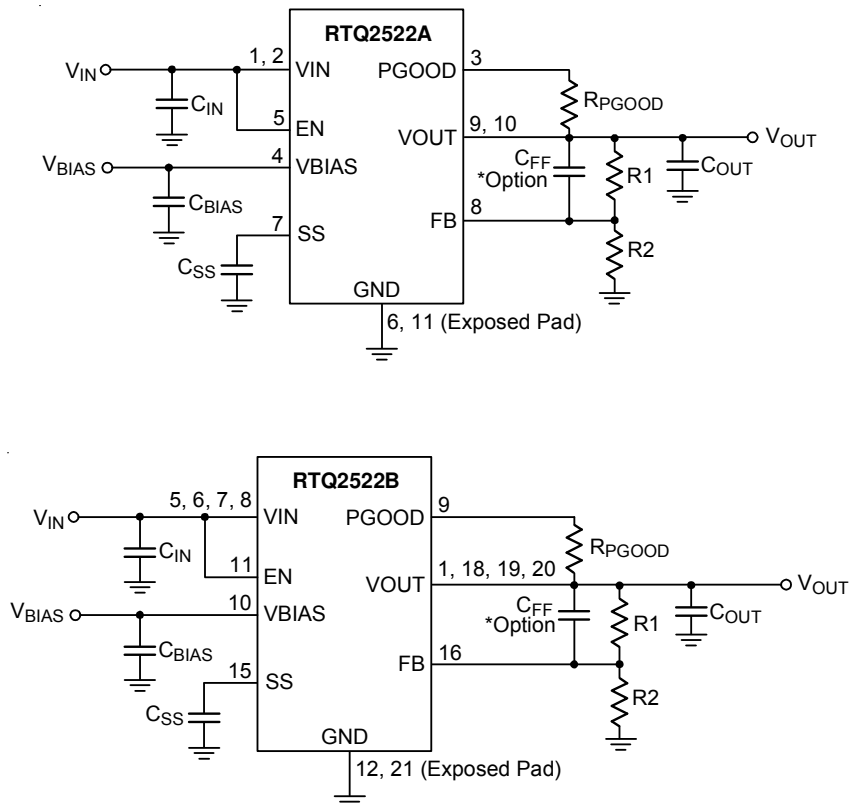 RTQ2522A
1, 2
VIN
PGOOD
3
VIN
CIN
RPGOOD
5
EN
VOUT
9, 10
VOUT
VBIAS
4
VBIAS
CFF
*Option
R1
COUT
CBIAS
7
SS
FB
8
CSS
R2
GND
6, 11 (Exposed Pad)
RTQ2522B
5, 6, 7, 8
VIN
PGOOD
9
VIN
CIN
RPGOOD
11
EN
VOUT
1, 18, 19, 20
VOUT
VBIAS
10
VBIAS
CFF
*Option
R1
COUT
CBIAS
15
SS
FB
16
CSS
R2
GND
12, 21 (Exposed Pad)